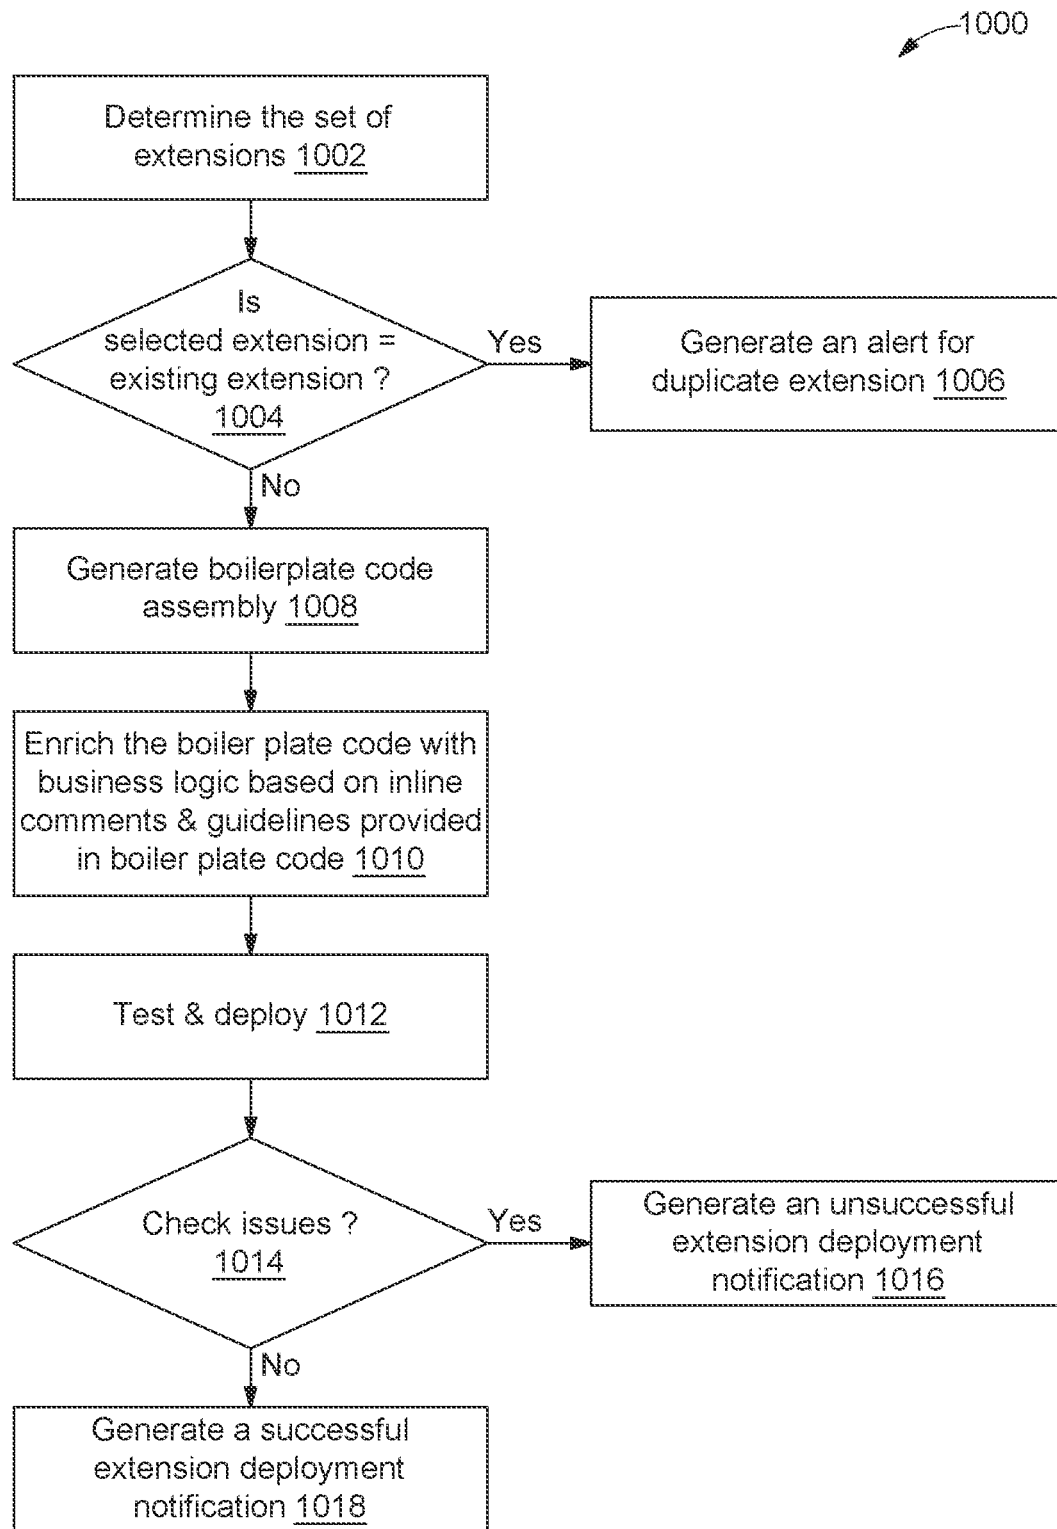 1000
Determine the set of
extensions 1002
Is
selected extension =
existing extension ?
1004
Yes
Generate an alert for
duplicate extension 1006
No
Generate boilerplate code
assembly 1008
Enrich the boiler plate code with
business logic based on inline
comments & guidelines provided
in boiler plate code 1010
Test & deploy 1012
Check issues ?
1014
Yes
Generate an unsuccessful
extension deployment
notification 1016
No
Generate a successful
extension deployment
notification 1018